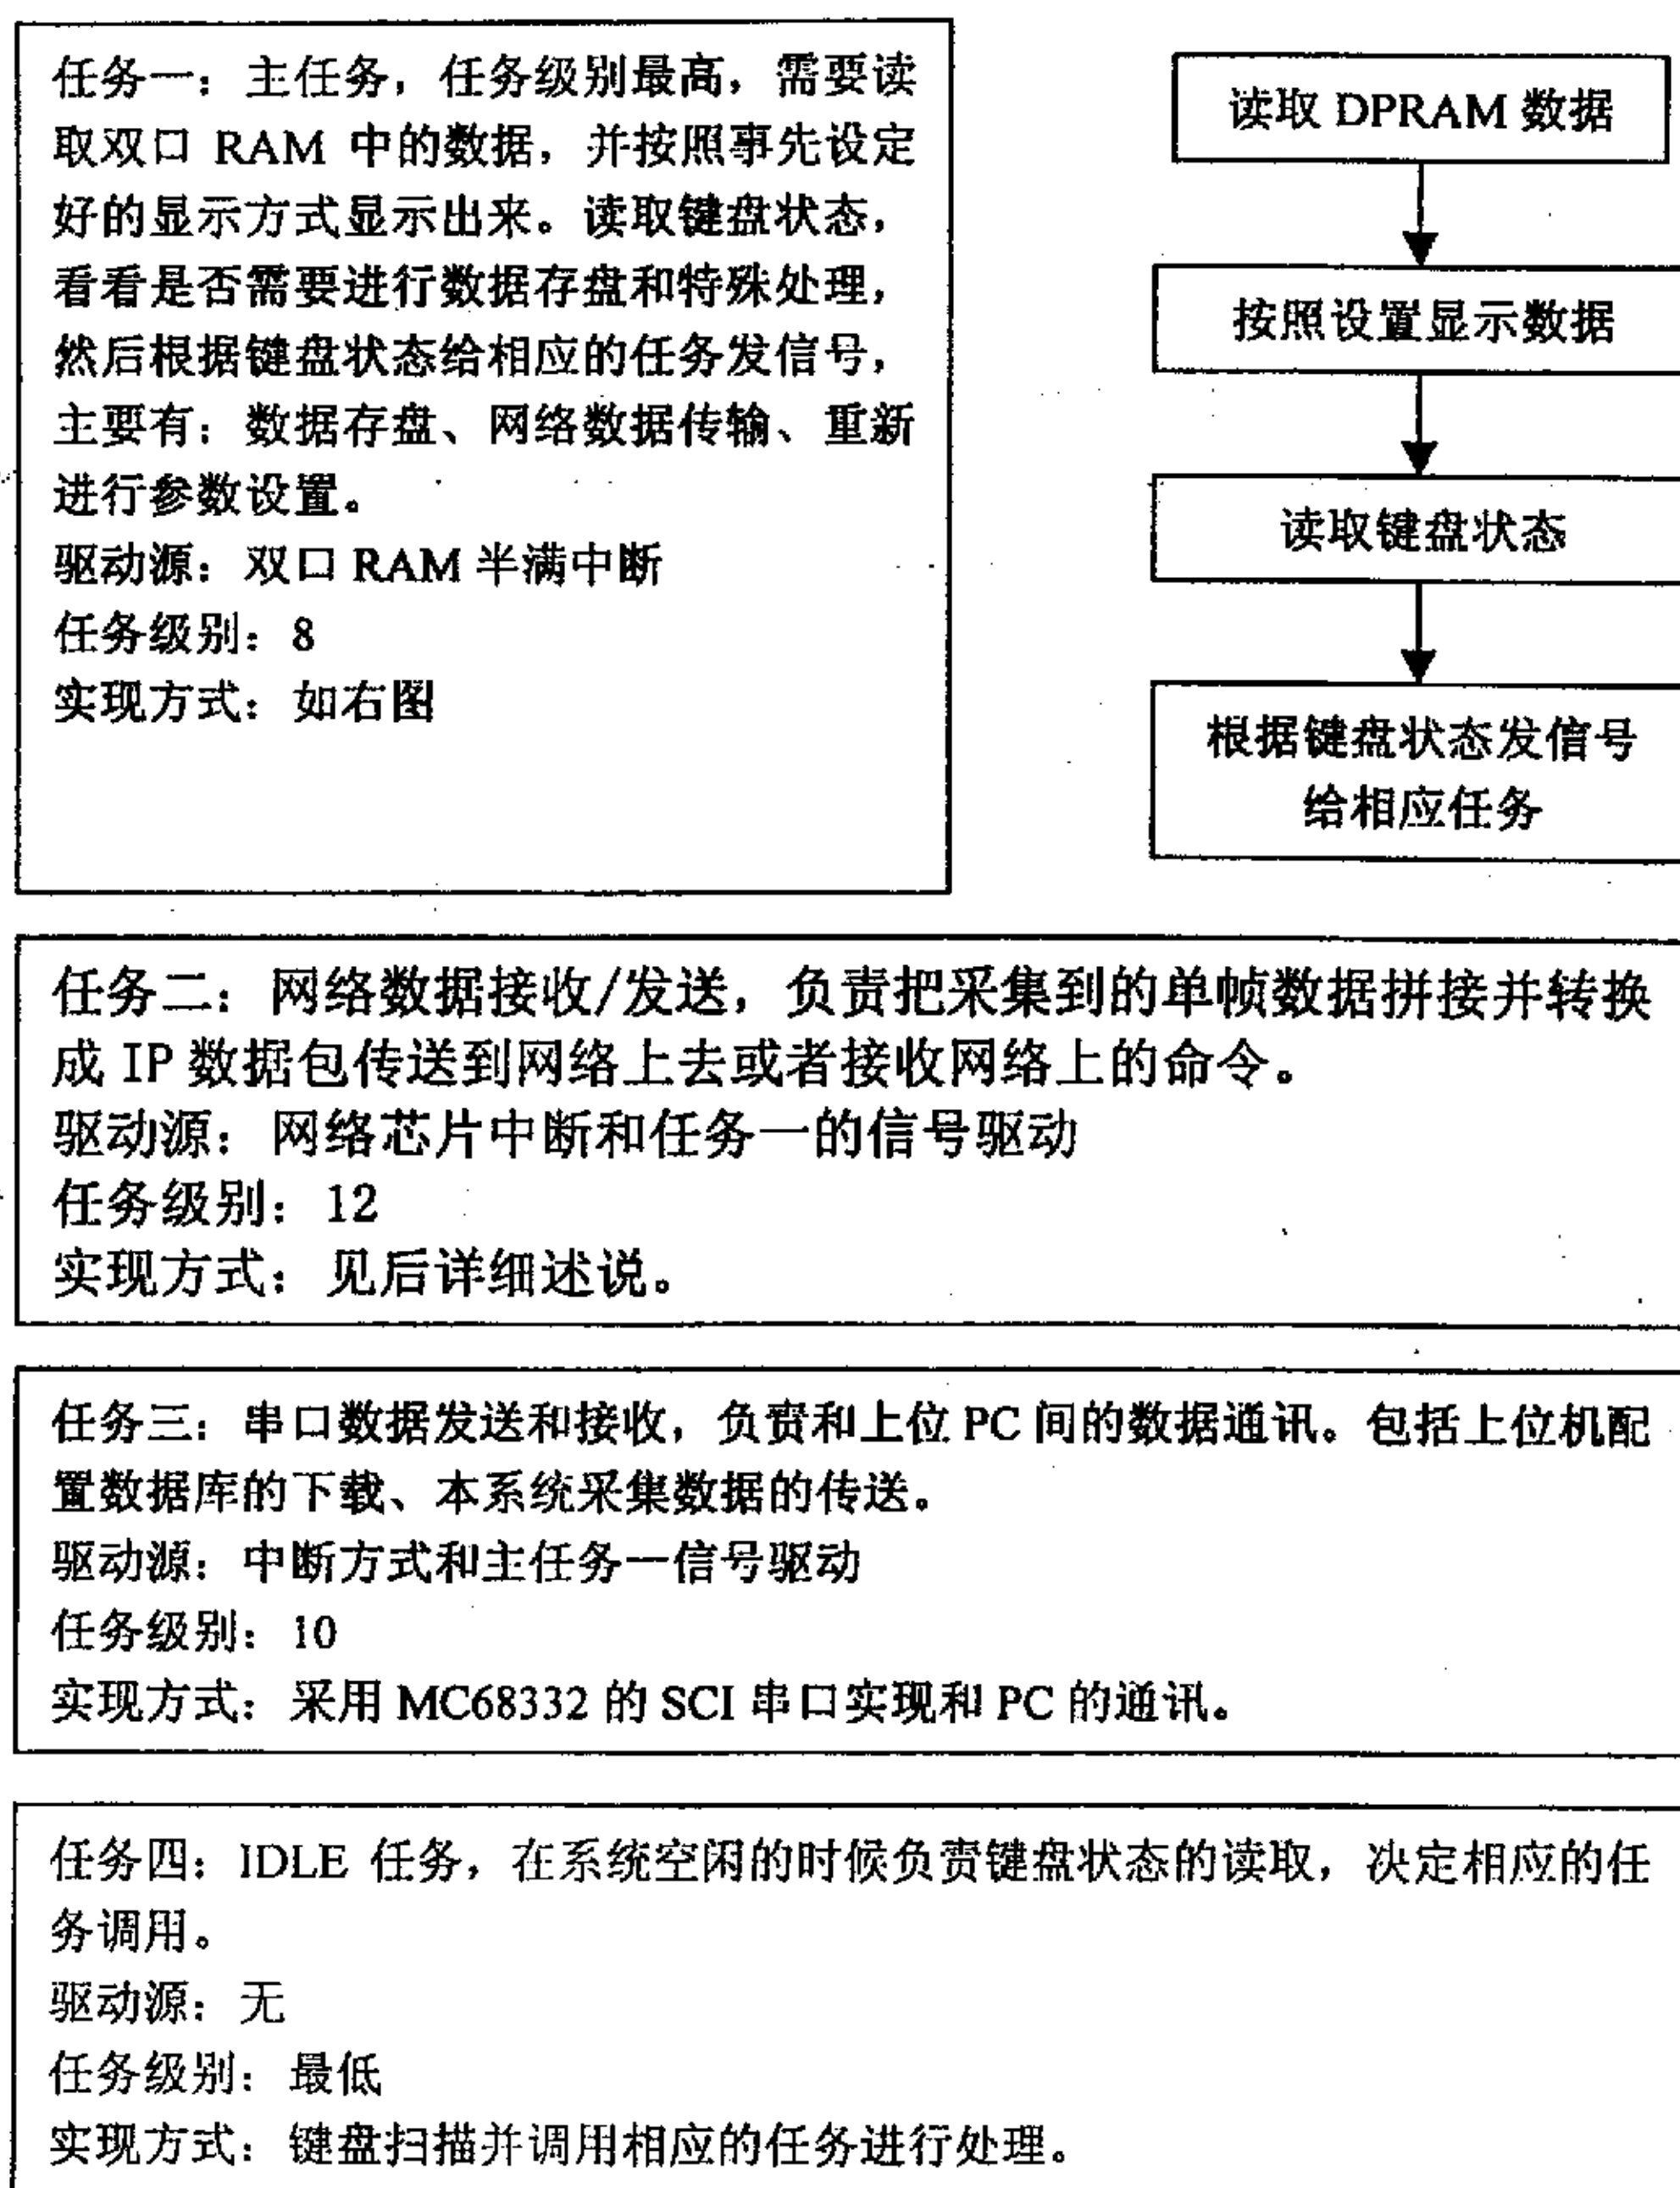 任务一：主任务，任务级别最高，需要读
取双口 RAM 中的数据，并按照事先设定
好的显示方式显示出来。读取键盘状态，
看看是否需要进行数据存盘和特殊处理，
然后根据键盘状态给相应的任务发信号，
主要有：数据存盘、网络数据传输、重新
进行参数设置。
驱动源：双口 RAM 半满中断
任务级别：8
实现方式：如右图
读取 DPRAM 数据
按照设置显示数据
读取键盘状态
根据键盘状态发信号
给相应任务
任务二：网络数据接收/发送，负责把采集到的单帧数据拼接并转换
成 IP 数据包传送到网络上去或者接收网络上的命令。
驱动源：网络芯片中断和任务一的信号驱动
任务级别：12
实现方式：见后详细述说。
任务三：串口数据发送和接收，负责和上位 PC 间的数据通讯。包括上位机配
置数据库的下载、本系统采集数据的传送。
驱动源：中断方式和主任务一信号驱动
任务级别：10
实现方式：采用 MC68332 的 SCI 串口实现和 PC 的通讯。
任务四：IDLE 任务，在系统空闲的时候负责键盘状态的读取，决定相应的任
务调用。
驱动源：无
任务级别：最低
实现方式：键盘扫描并调用相应的任务进行处理。